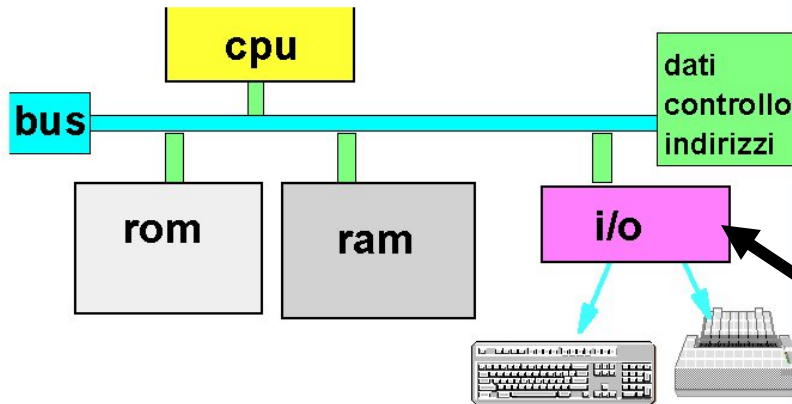 cpu
bus
dati
controllo
indirizzi
rom
ram
i/o